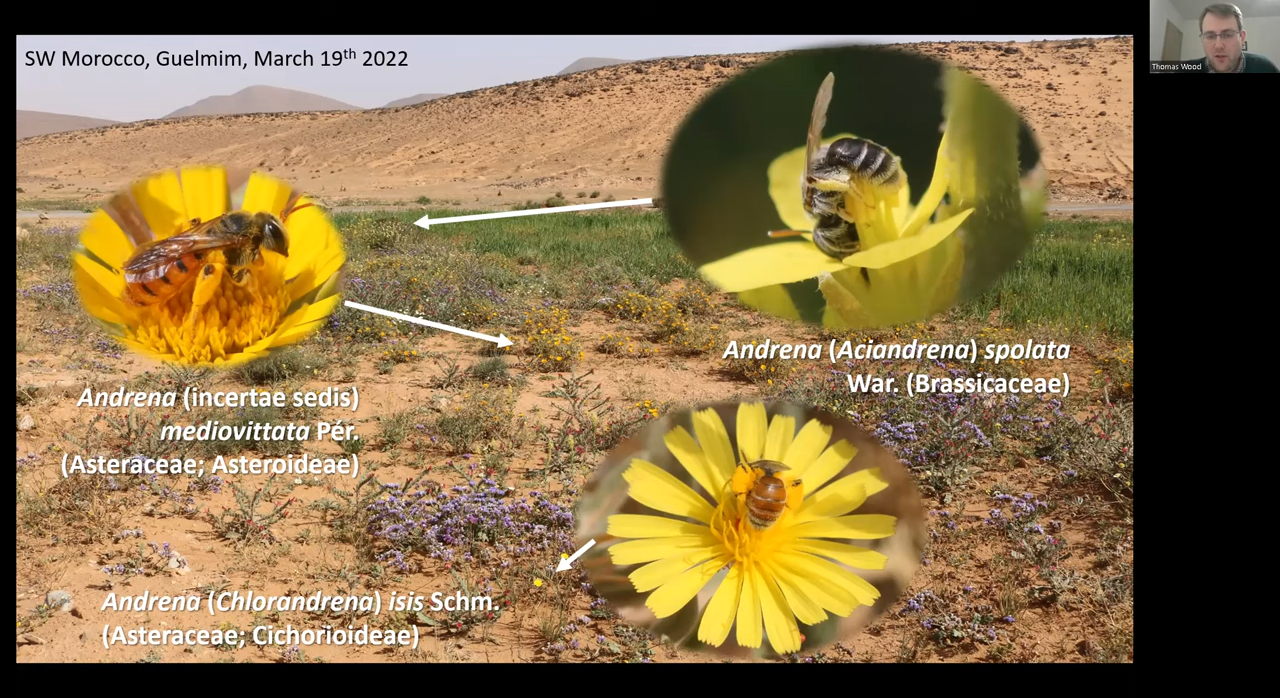 SW Morocco, Guelmim, March 19th 2022
Thomas Wood
Andrena (Aciandrena) spolata
War. (Brassicaceae)
Andrena (incertae sedis)
mediovittata Pér.
(Asteraceae; Asteroideae)
Andrena (Chlorandrena) isis Schm.
(Asteraceae; Cichorioideae)